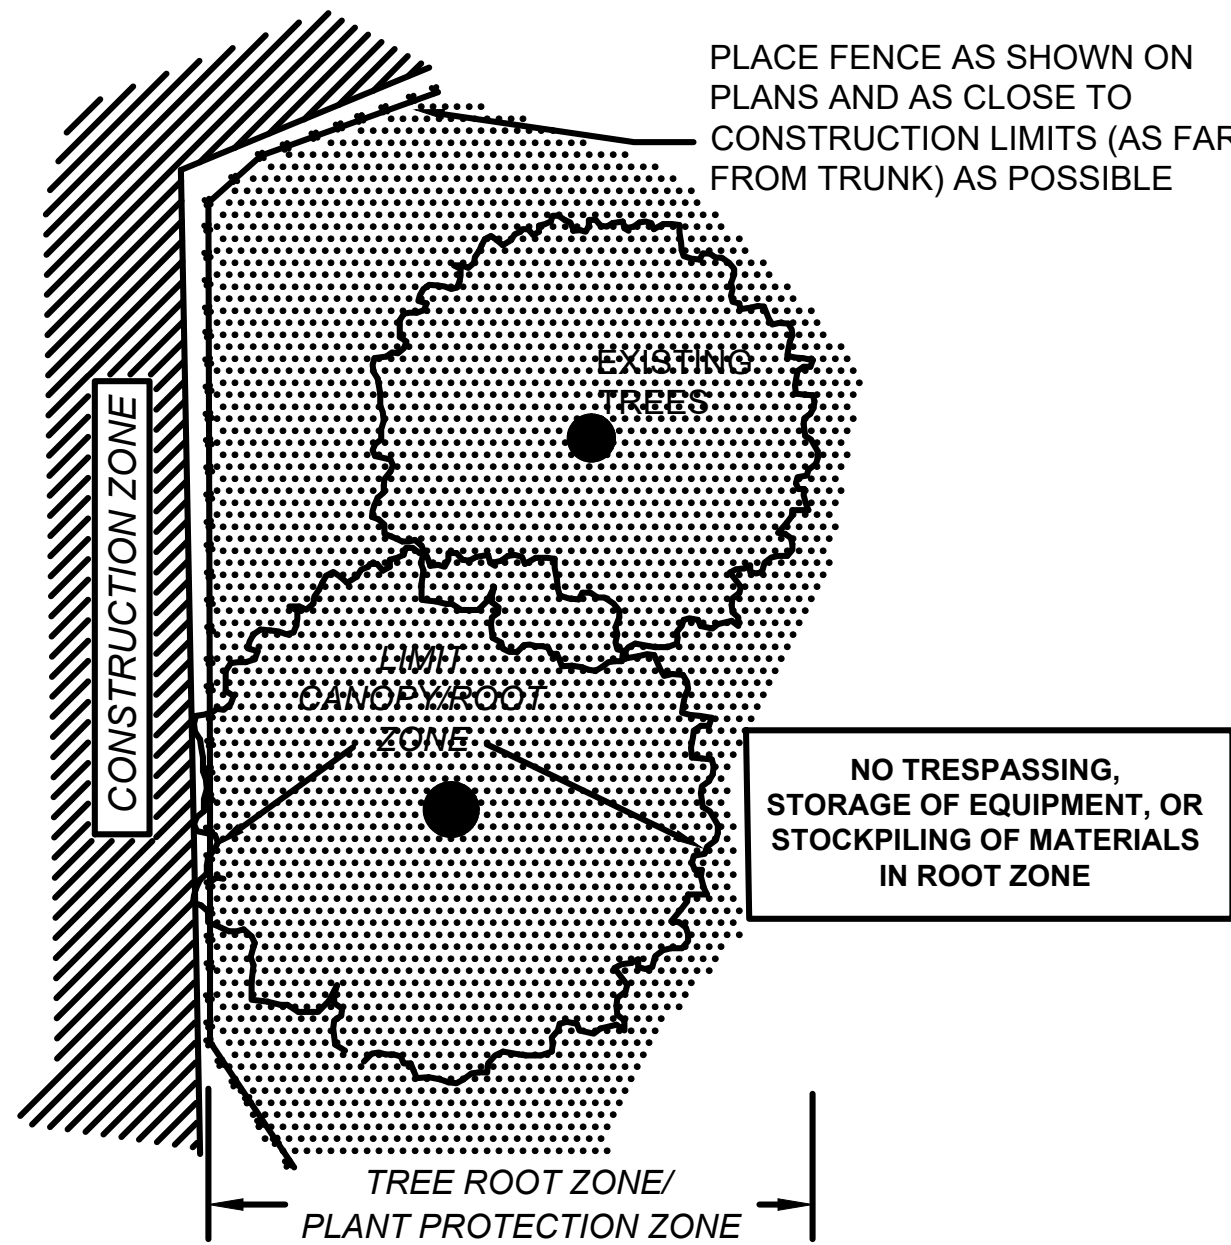 PLACE FENCE AS SHOWN ON
PLANS AND AS CLOSE TO
CONSTRUCTION LIMITS (AS FAR
FROM TRUNK) AS POSSIBLE
EXISTING
TREES
CONSTRUCTION ZONE
LIMIT
CANOPY/ROOT
ZONE
NO TRESPASSING,
STORAGE OF EQUIPMENT, OR
STOCKPILING OF MATERIALS
IN ROOT ZONE
TREE ROOT ZONE/
PLANT PROTECTION ZONE